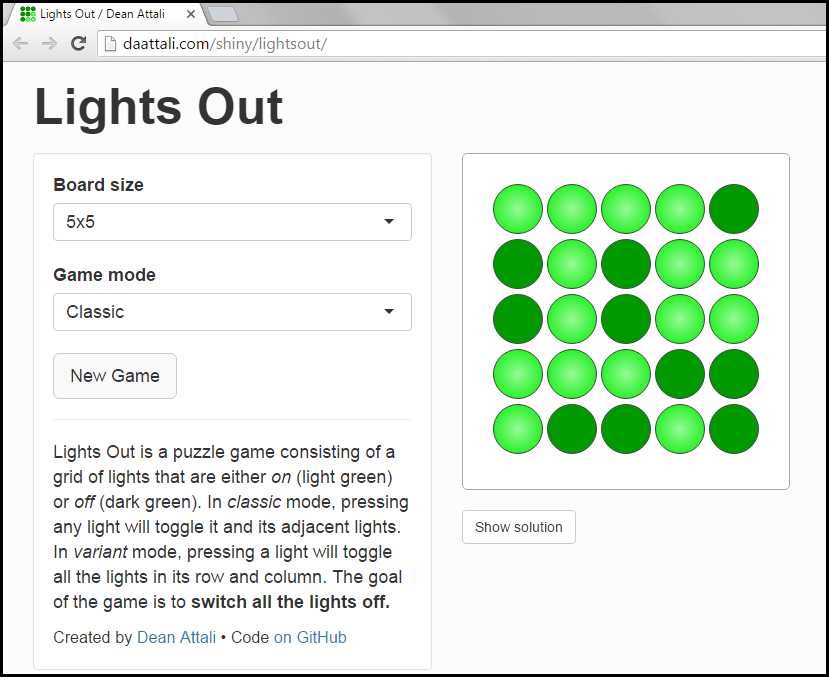 Lights Out / Dean Attali
daattali.com/shiny/lightsout/
Lights Out
Board size
5x5
Game mode
Classic
New Game
Lights Out is a puzzle game consisting of a
grid of lights that are either on (light green)
or off (dark green). In classic mode, pressing
any light will toggle it and its adjacent lights.
In variant mode, pressing a light will toggle
all the lights in its row and column. The goal
of the game is to switch all the lights off.
Created by Dean Attali • Code on GitHub
Show solution